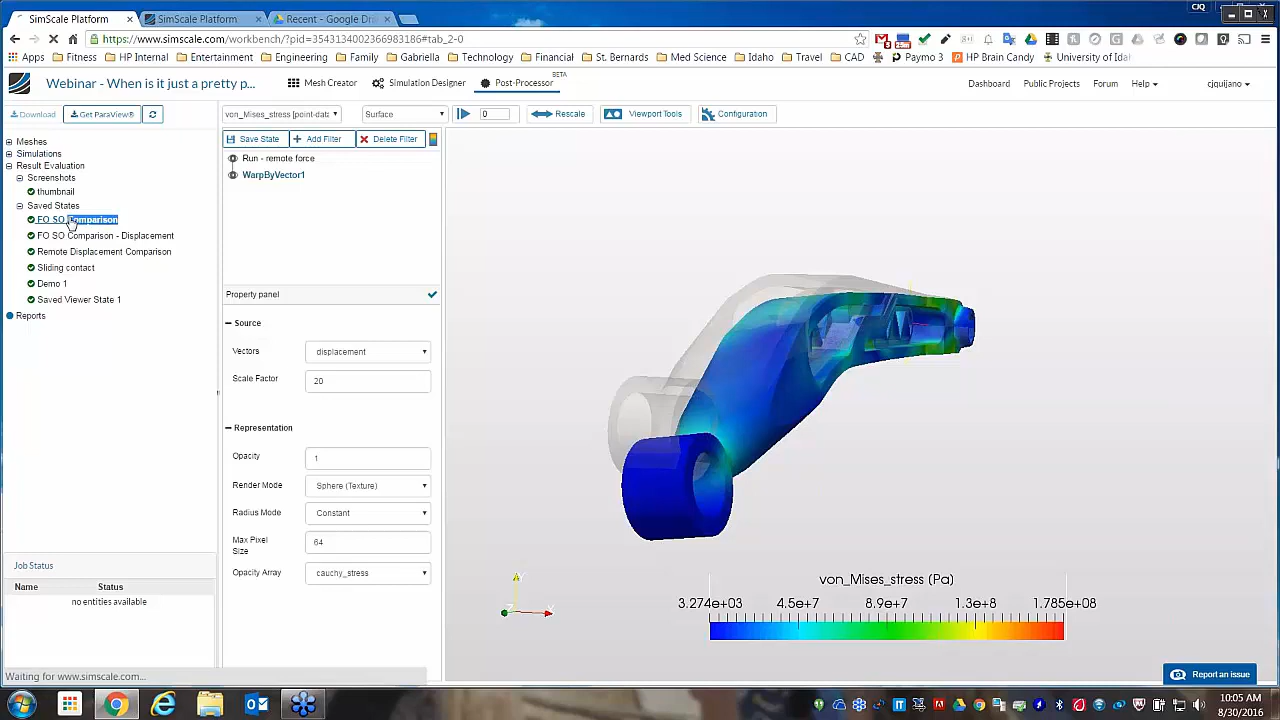 CIQ
SimScale Platform
SimScale Platform
Recent - Google Dri
https://www.simscale.com/workbench/?pid=3543134002366983186#tab_2-0
Apps
Fitness
HP Internal
Entertainment
Engineering
Family
Gabriella
Technology
Financial
St. Bernards
Med Science
Idaho
Travel
CAD
Paymo 3
HP Brain Candy
University of Ida
Webinar - When is it just a pretty p...
Mesh Creator
Simulation Designer
Post-Processor
BETA
Dashboard
Public Projects
Forum
Help
cjquijano
Download
Get ParaView®
von_Mises_stress [point-dat
Surface
0
Rescale
Viewport Tools
Configuration
Meshes
Simulations
Result Evaluation
Screenshots
thumbnail
Saved States
FO SO Comparison
FO SO Comparison - Displacement
Remote Displacement Comparison
Sliding contact
Demo 1
Saved Viewer State 1
Reports
Save State
Add Filter
Delete Filter
Run - remote force
WarpByVector1
Property panel
Source
Vectors
displacement
Scale Factor
20
Representation
Opacity
1
Render Mode
Sphere (Texture)
Radius Mode
Constant
Max Pixel
Size
64
Opacity Array
cauchy_stress
Job Status
Name Status
no entities available
Y
X
Z
von_Mises_stress (Pa)
3.274e+03 4.5e+7 8.9e+7 1.3e+8 1.785e+08
Report an issue
Waiting for www.simscale.com...
10:05 AM
8/30/2016